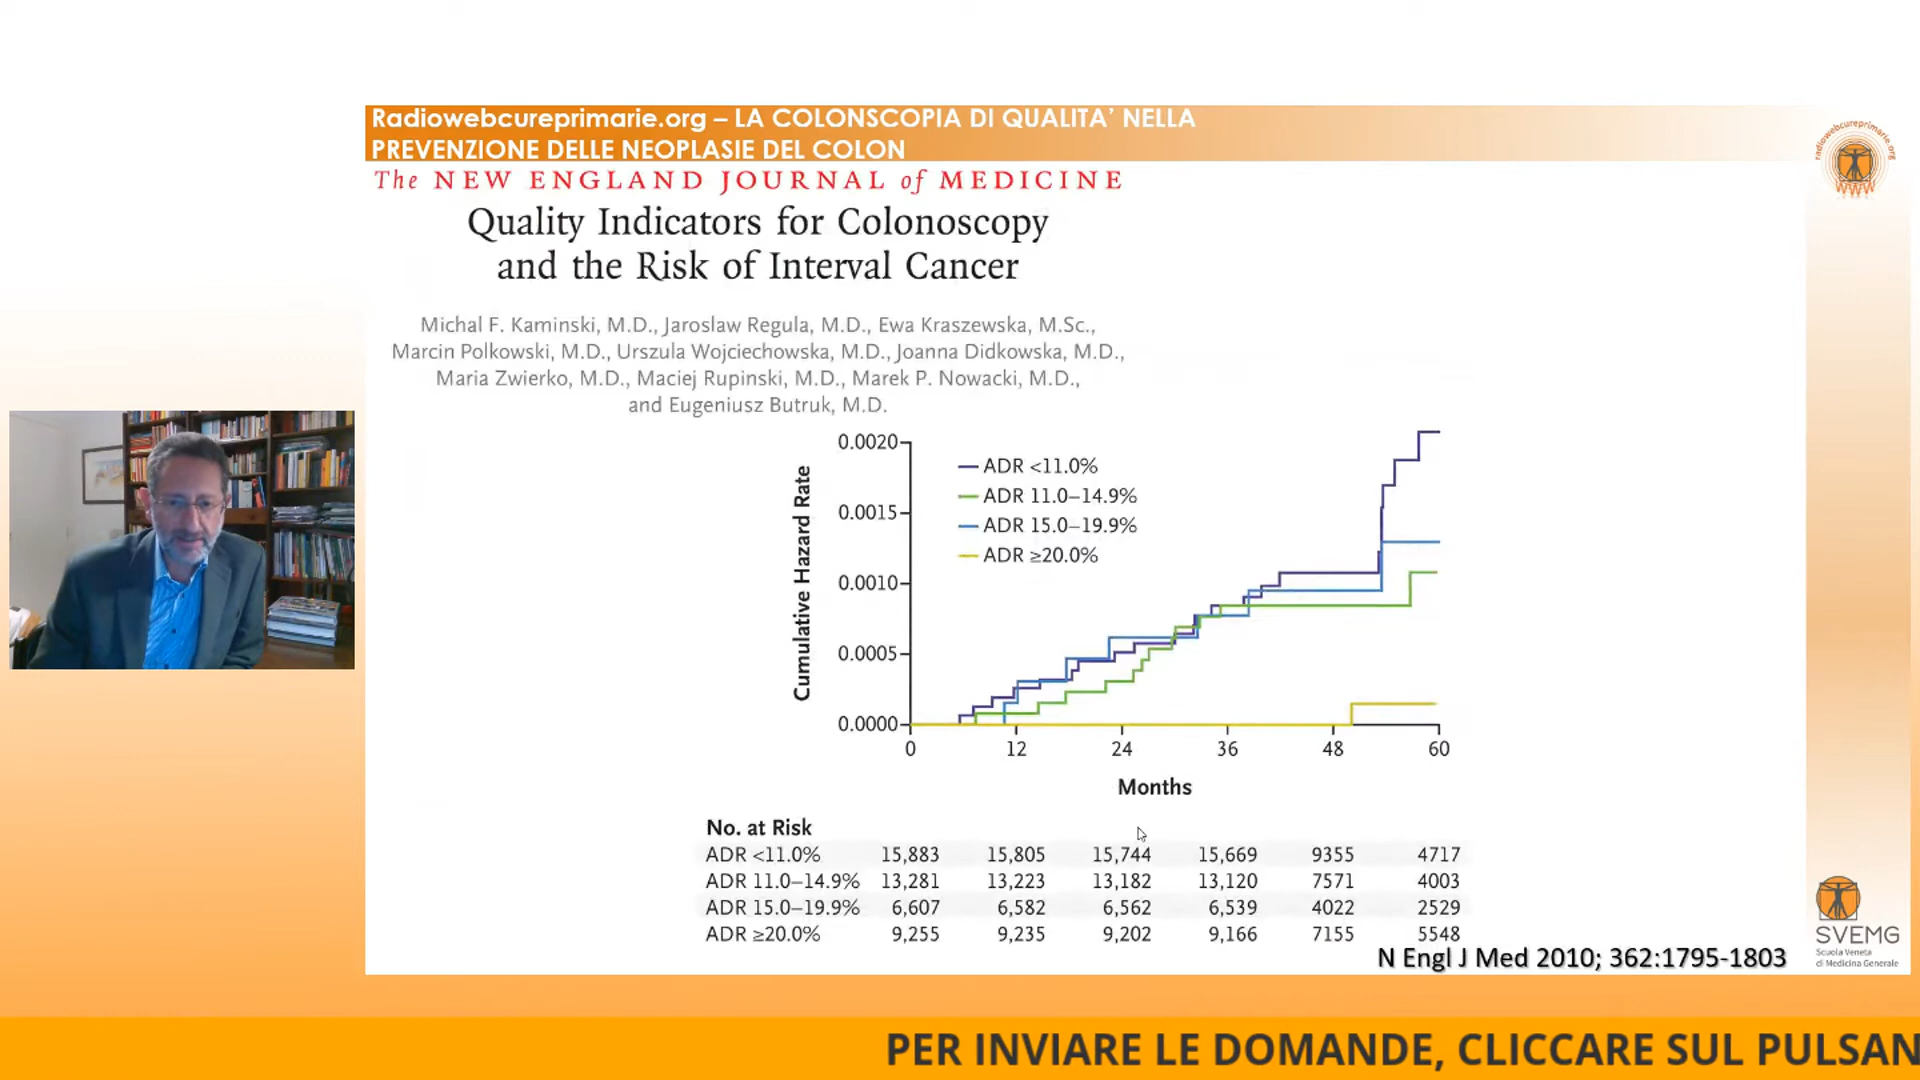 Radiowebcureprimarie.org – LA COLONSCOPIA DI QUALITA’ NELLA
PREVENZIONE DELLE NEOPLASIE DEL COLON
The NEW ENGLAND JOURNAL of MEDICINE
Quality Indicators for Colonoscopy
and the Risk of Interval Cancer
Michal F. Kaminski, M.D., Jaroslaw Regula, M.D., Ewa Kraszewska, M.Sc.,
Marcin Polkowski, M.D., Urszula Wojciechowska, M.D., Joanna Didkowska, M.D.,
Maria Zwierko, M.D., Maciej Rupinski, M.D., Marek P. Nowacki, M.D.,
and Eugeniusz Butruk, M.D.
Cumulative Hazard Rate
0.0020
0.0015
0.0010
0.0005
0.0000
ADR <11.0%
ADR 11.0–14.9%
ADR 15.0–19.9%
ADR ≥20.0%
0 12 24 36 48 60
Months
No. at Risk
ADR <11.0% 15,883 15,805 15,744 15,669 9355 4717
ADR 11.0–14.9% 13,281 13,223 13,182 13,120 7571 4003
ADR 15.0–19.9% 6,607 6,582 6,562 6,539 4022 2529
ADR ≥20.0% 9,255 9,235 9,202 9,166 7155 5548
N Engl J Med 2010; 362:1795-1803
radiowebcureprimarie.org
WWW
SVEMG
Scuola Veneta
di Medicina Generale
PER INVIARE LE DOMANDE, CLICCARE SUL PULSAN